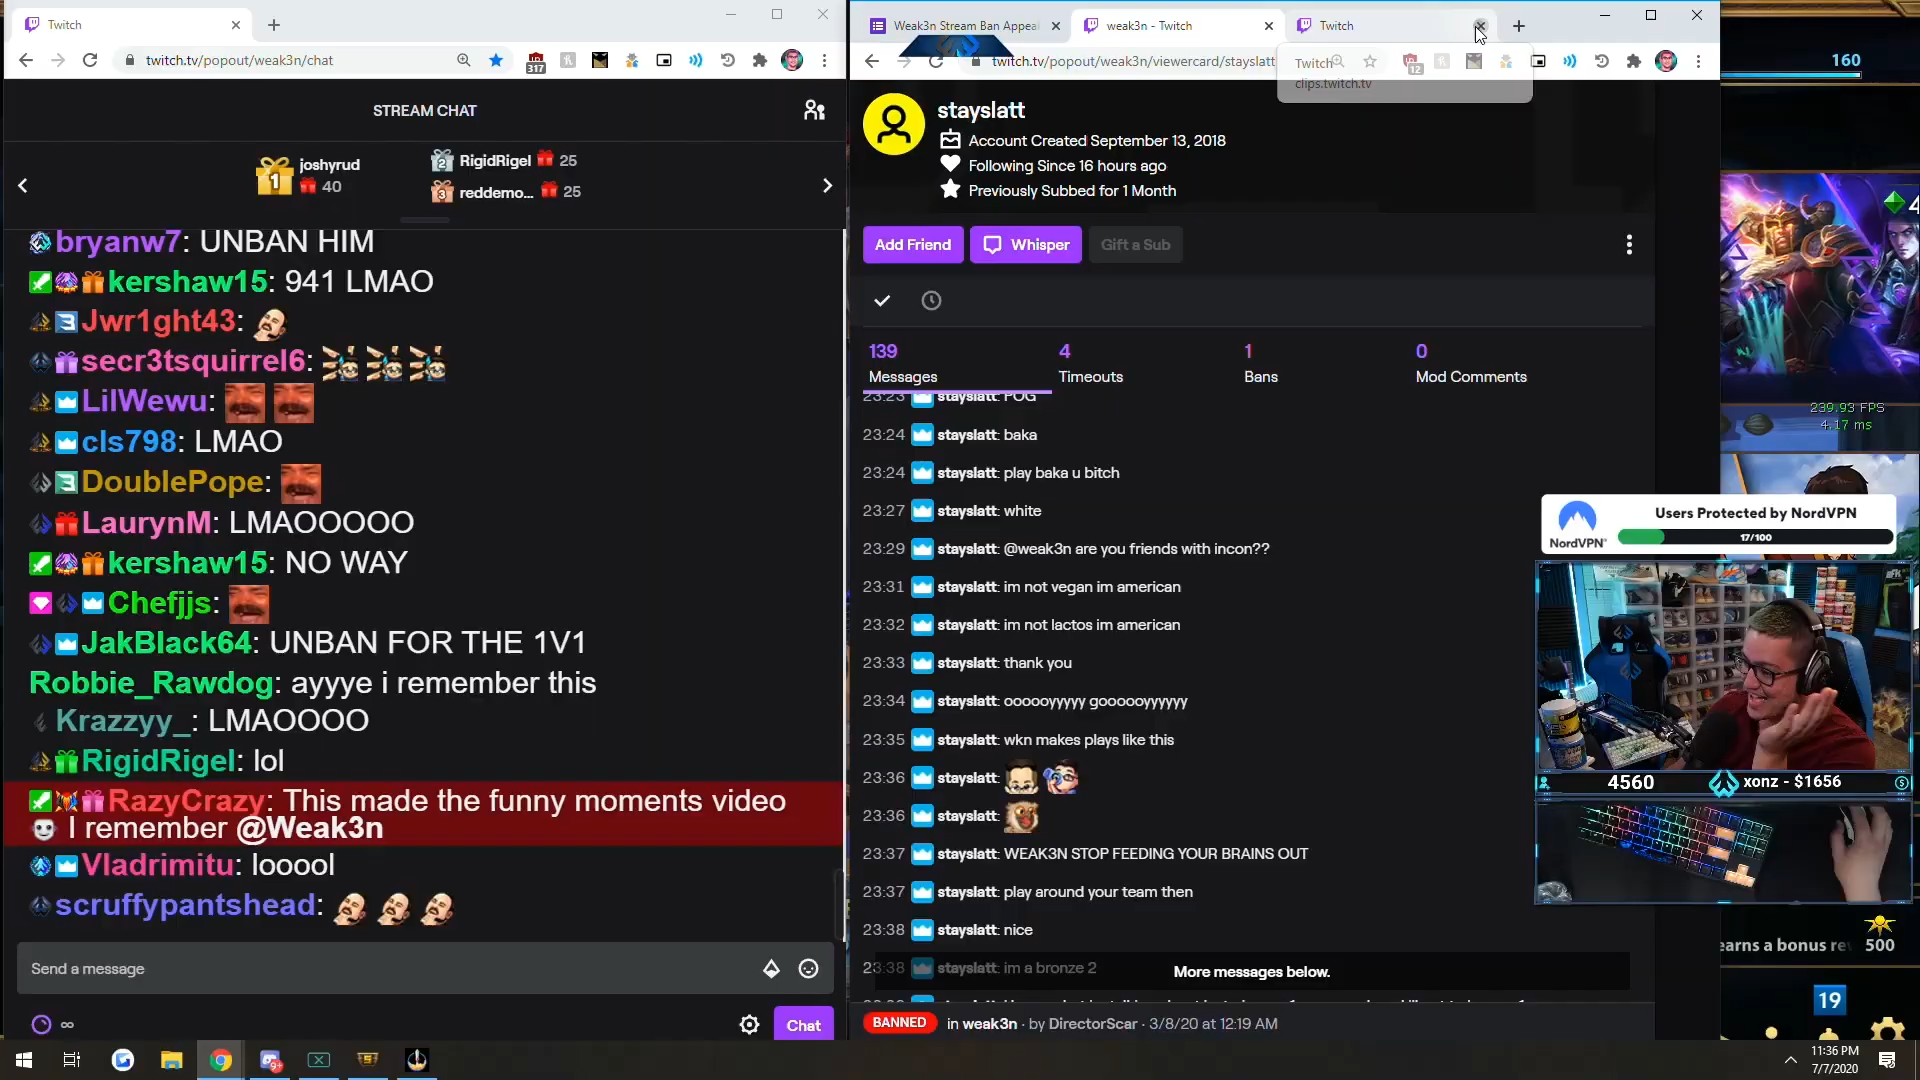 Twitch
twitch.tv/popout/weak3n/chat
317
STREAM CHAT
joshyrud
40
RigidRigel 25
reddemo... 25
bryanw7: UNBAN HIM
kershaw15: 941 LMAO
Jwr1ght43:
secr3tsquirrel6:
LilWewu:
cls798: LMAO
DoublePope:
LaurynM: LMAOOOOO
kershaw15: NO WAY
Chefjjs:
JakBlack64: UNBAN FOR THE 1V1
Robbie_Rawdog: ayyye i remember this
Krazzyy_: LMAOOOO
RigidRigel: lol
RazyCrazy: This made the funny moments video
I remember @Weak3n
Vladrimitu: looool
scruffypantshead:
Send a message
Chat
Weak3n Stream Ban Appeal
weak3n - Twitch
Twitch
twitch.tv/popout/weak3n/viewercard/stayslatt
12
Twitch
clips.twitch.tv
stayslatt
Account Created September 13, 2018
Following Since 16 hours ago
Previously Subbed for 1 Month
Add Friend
Whisper
Gift a Sub
139
Messages
4
Timeouts
1
Bans
0
Mod Comments
23:23 stayslatt: POG
23:24 stayslatt: baka
23:24 stayslatt: play baka u bitch
23:27 stayslatt: white
23:29 stayslatt: @weak3n are you friends with incon??
23:31 stayslatt: im not vegan im american
23:32 stayslatt: im not lactos im american
23:33 stayslatt: thank you
23:34 stayslatt: oooooyyyyy goooooyyyyyy
23:35 stayslatt: wkn makes plays like this
23:36 stayslatt:
23:36 stayslatt:
23:37 stayslatt: WEAK3N STOP FEEDING YOUR BRAINS OUT
23:37 stayslatt: play around your team then
23:38 stayslatt: nice
23:38 stayslatt: im a bronze 2
More messages below.
BANNED in weak3n · by DirectorScar · 3/8/20 at 12:19 AM
160
4
239.93 FPS
4.17 ms
NordVPN
Users Protected by NordVPN
17/100
4560
xonz - $1656
earns a bonus re
500
19
11:36 PM
7/7/2020